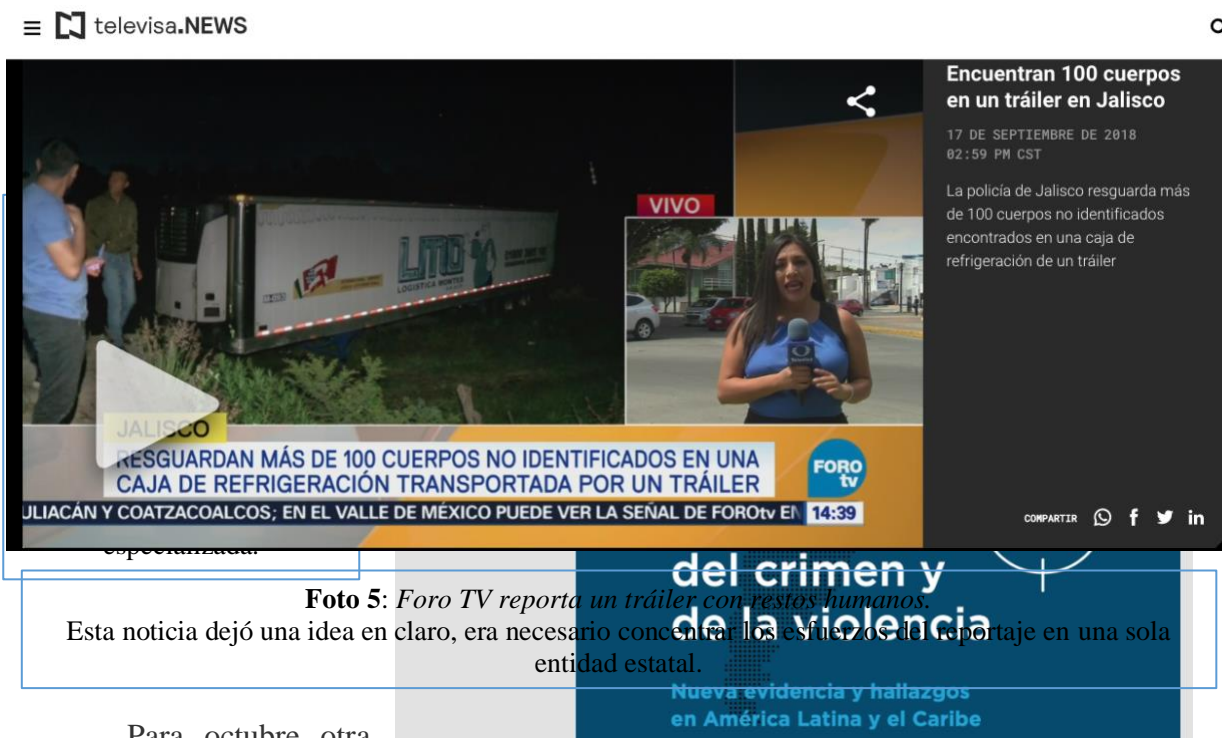 televisa.NEWS
Encuentran 100 cuerpos
en un tráiler en Jalisco
17 DE SEPTIEMBRE DE 2018
02:59 PM CST
La policía de Jalisco resguarda más
de 100 cuerpos no identificados
encontrados en una caja de
refrigeración de un tráiler
VIVO
LMO
LOGISTICA MONTES
JALISCO
RESGUARDAN MÁS DE 100 CUERPOS NO IDENTIFICADOS EN UNA
CAJA DE REFRIGERACIÓN TRANSPORTADA POR UN TRÁILER
FORO
tv
ULIACÁN Y COATZACOALCOS; EN EL VALLE DE MÉXICO PUEDE VER LA SEÑAL DE FOROtv EN 14:39
COMPARTIR
especializada.
del crimen y
de la violencia
Foto 5: Foro TV reporta un tráiler con restos humanos.
Esta noticia dejó una idea en claro, era necesario concentrar los esfuerzos del reportaje en una sola
entidad estatal.
Nueva evidencia y hallazgos
en América Latina y el Caribe
Para octubre otra